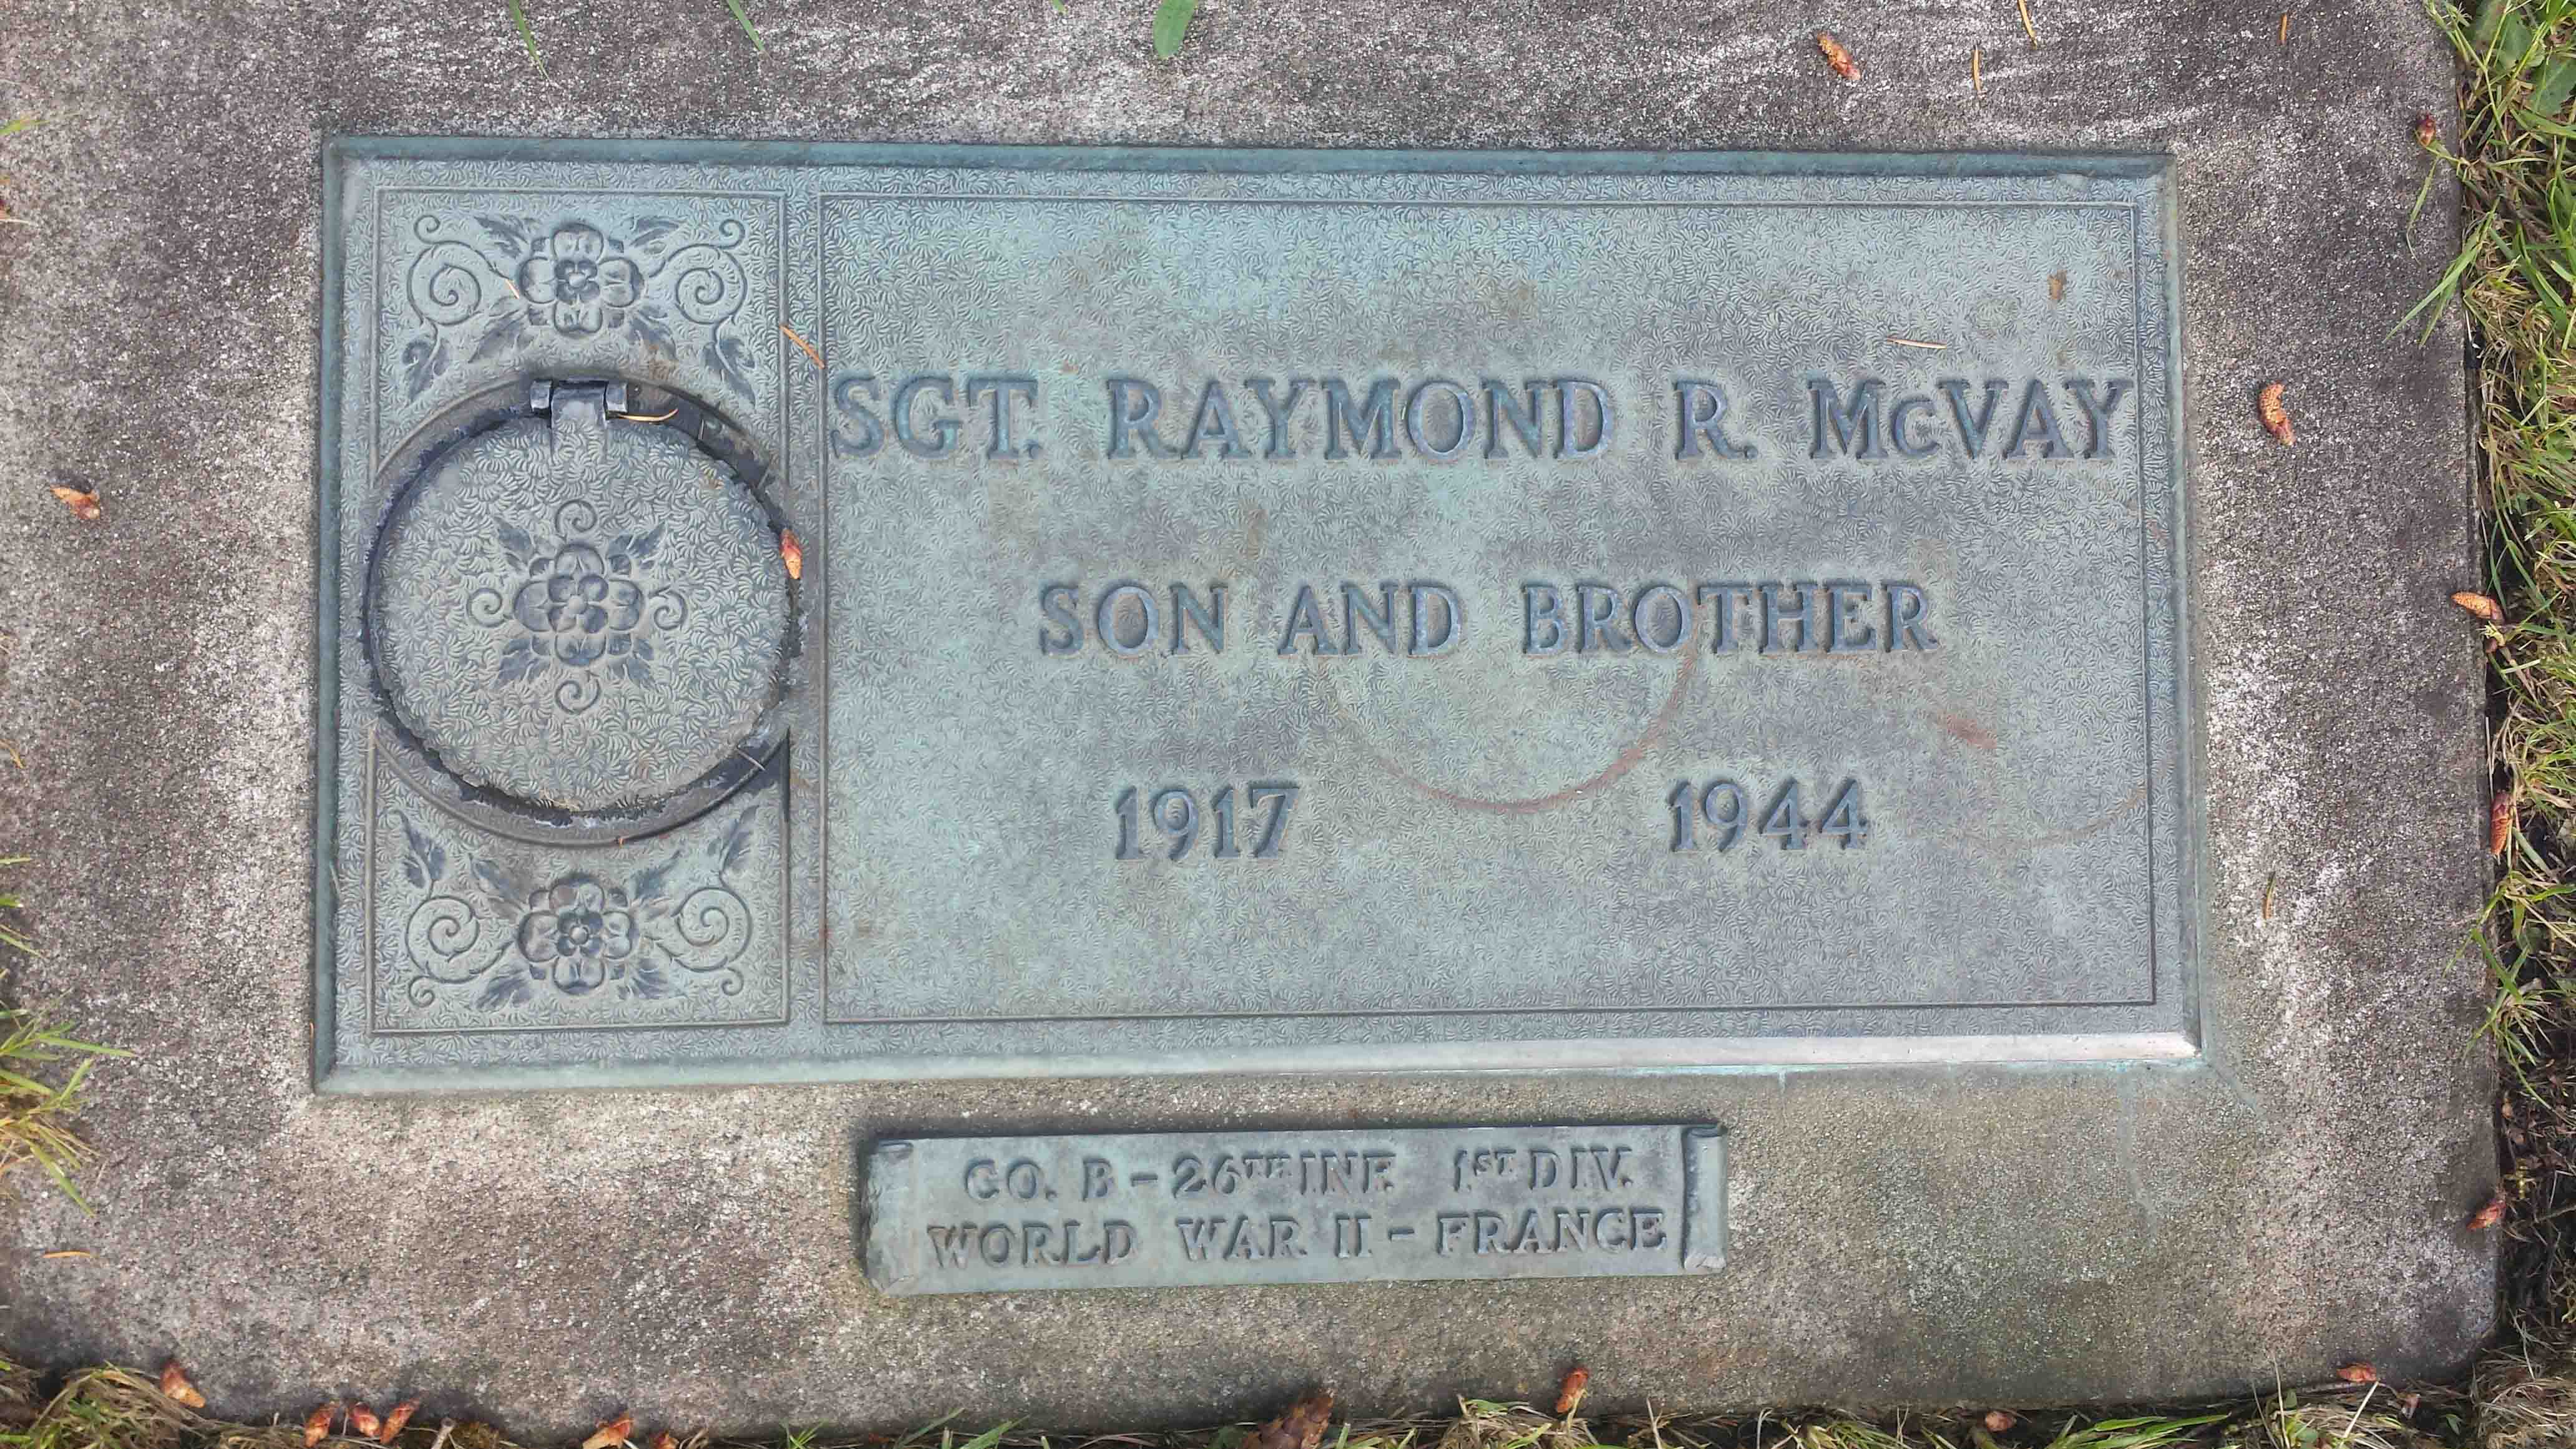 SGT. RAYMOND R. McVAY
SON AND BROTHER
1917 1944
CO. B - 26TH INF. 1ST DIV.
WORLD WAR II - FRANCE